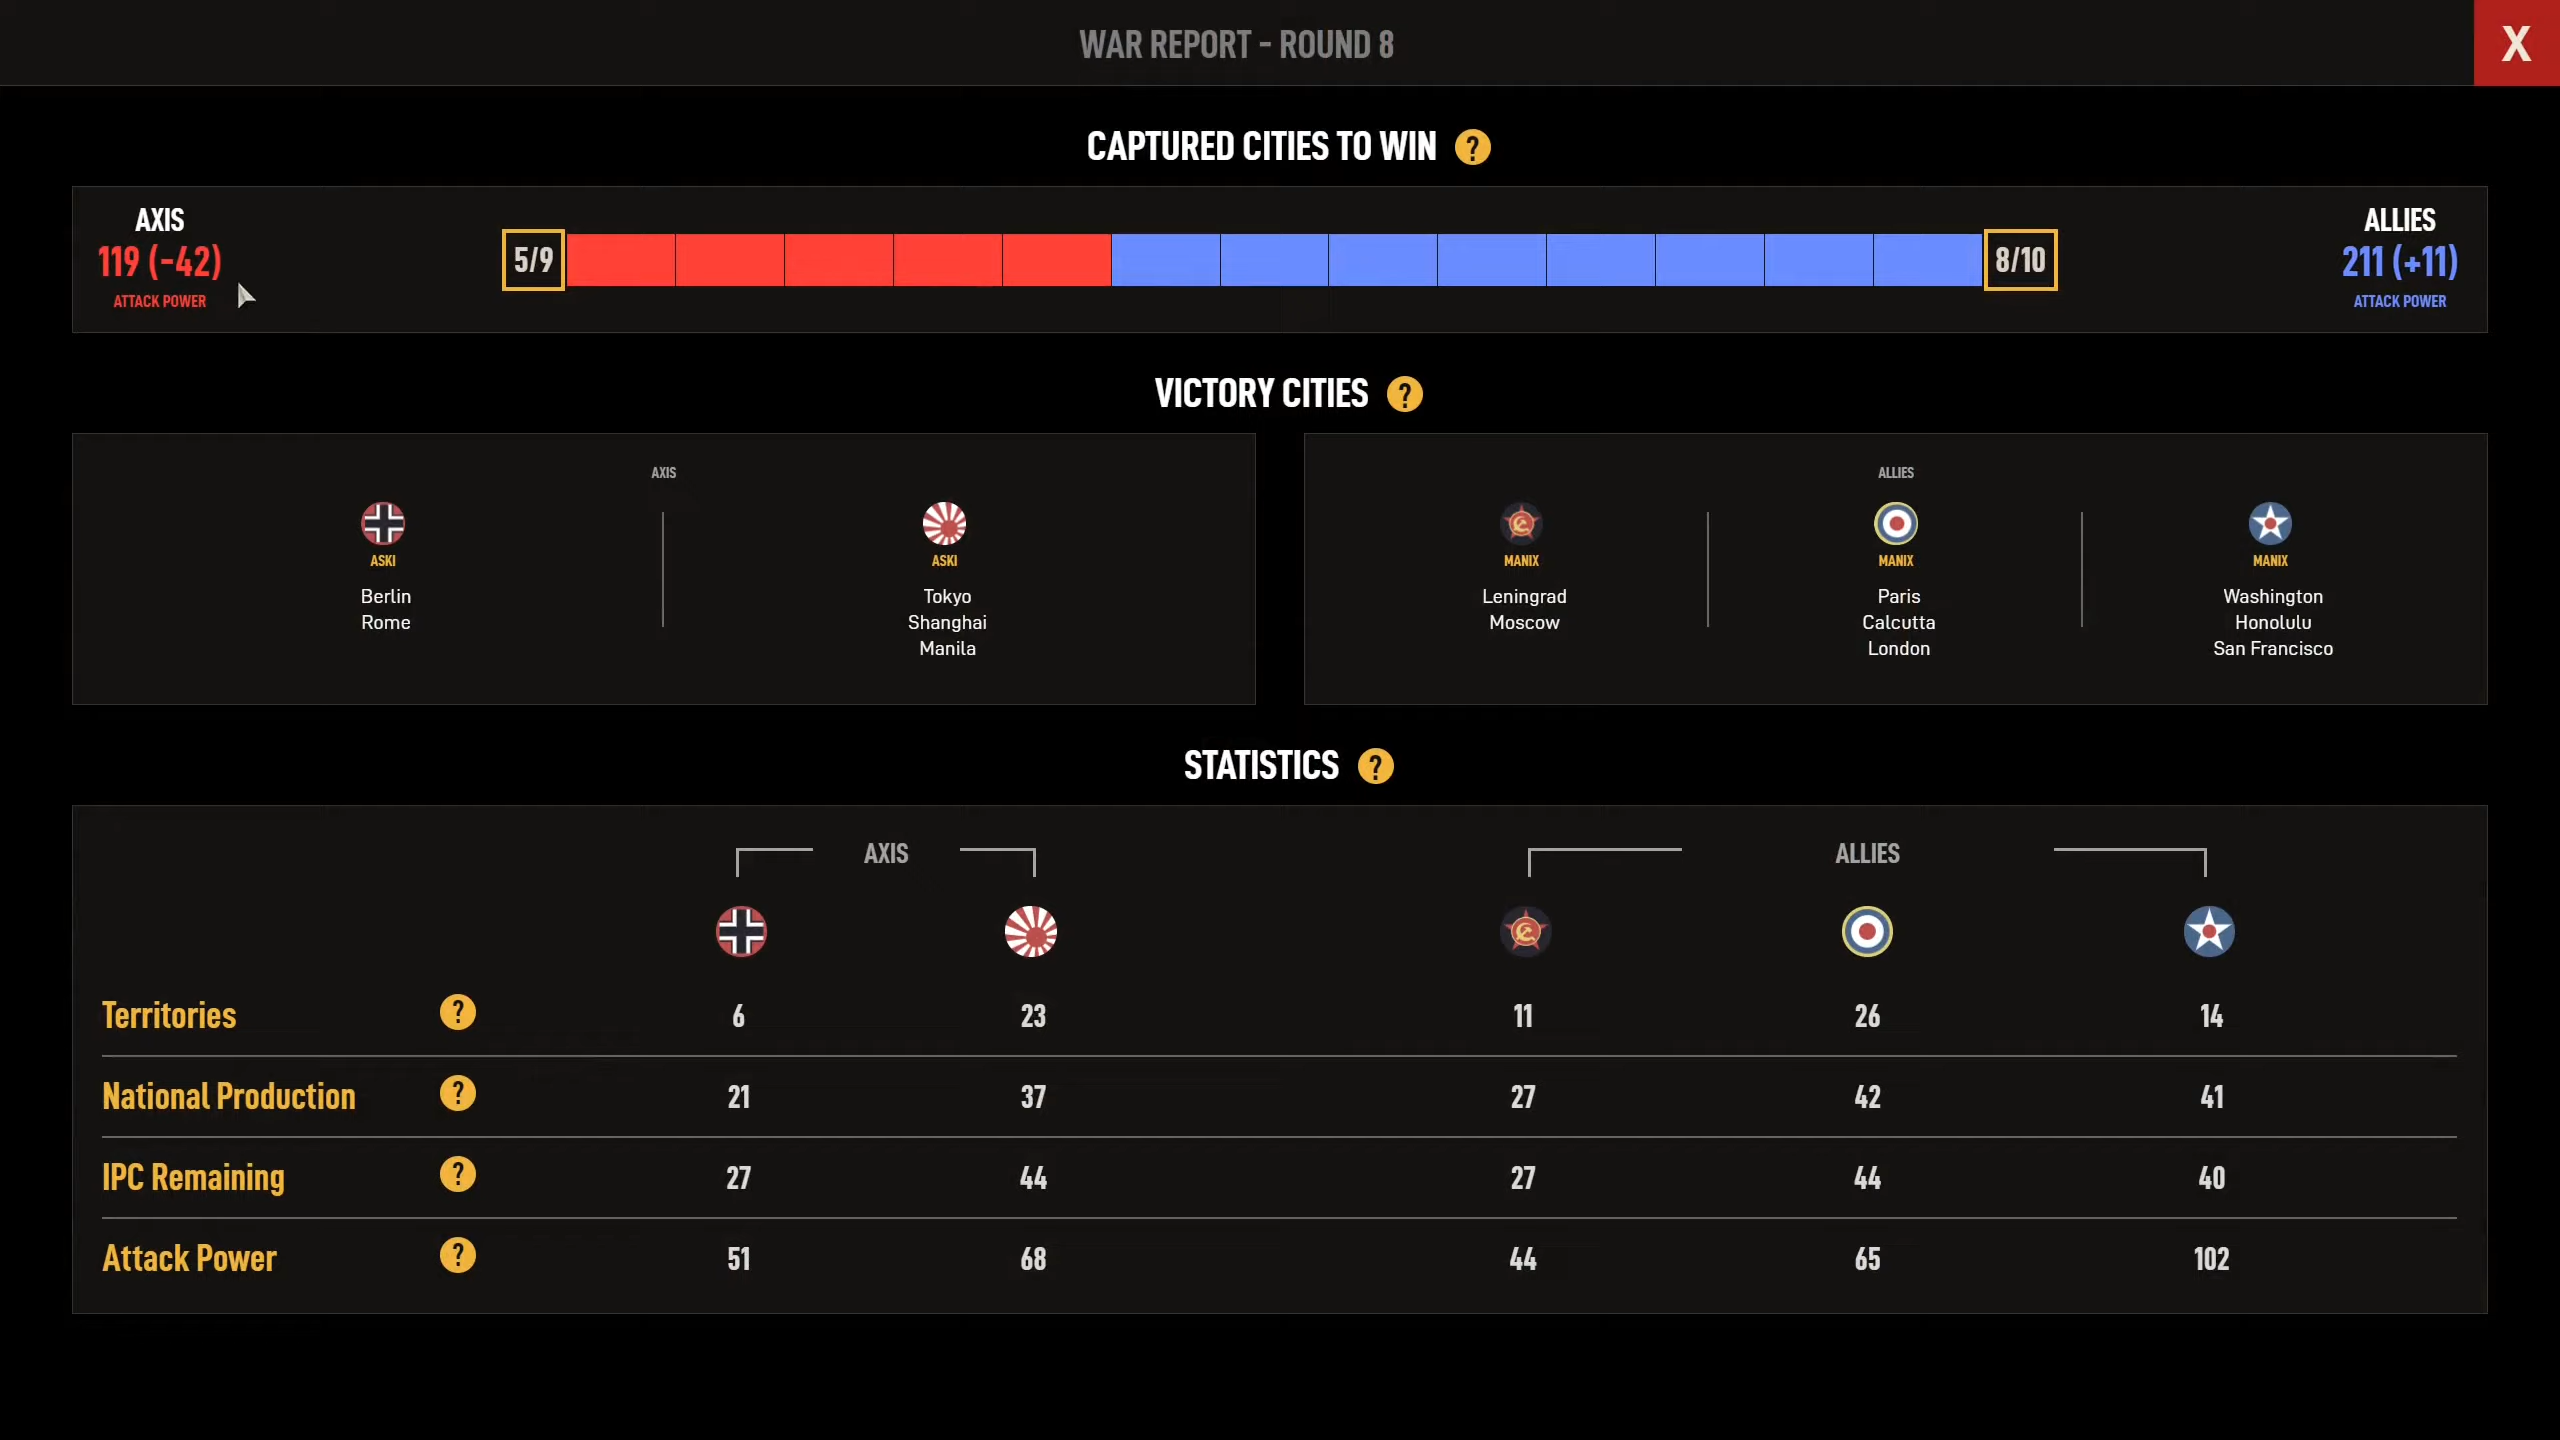 WAR REPORT - ROUND 8
X
CAPTURED CITIES TO WIN ?
AXIS
119 (-42)
ATTACK POWER
5/9
8/10
ALLIES
211 (+11)
ATTACK POWER
VICTORY CITIES ?
AXIS
ASKI
Berlin
Rome
ASKI
Tokyo
Shanghai
Manila
ALLIES
MANIX
Leningrad
Moscow
MANIX
Paris
Calcutta
London
MANIX
Washington
Honolulu
San Francisco
STATISTICS ?
AXIS ALLIES
Territories ? 6 23 11 26 14
National Production ? 21 37 27 42 41
IPC Remaining ? 27 44 27 44 40
Attack Power ? 51 68 44 65 102